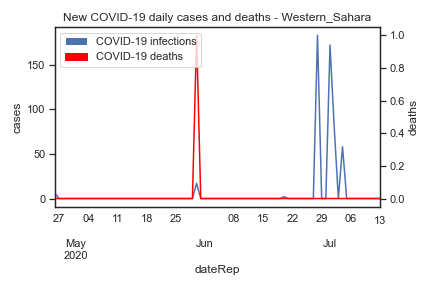 New COVID-19 daily cases and deaths - Western_Sahara
COVID-19 infections
COVID-19 deaths
cases
150
100
50
0
deaths
1.0
0.8
0.6
0.4
0.2
0.0
27 04 11 18 25 08 15 22 29 06 13
May Jun Jul
2020
dateRep